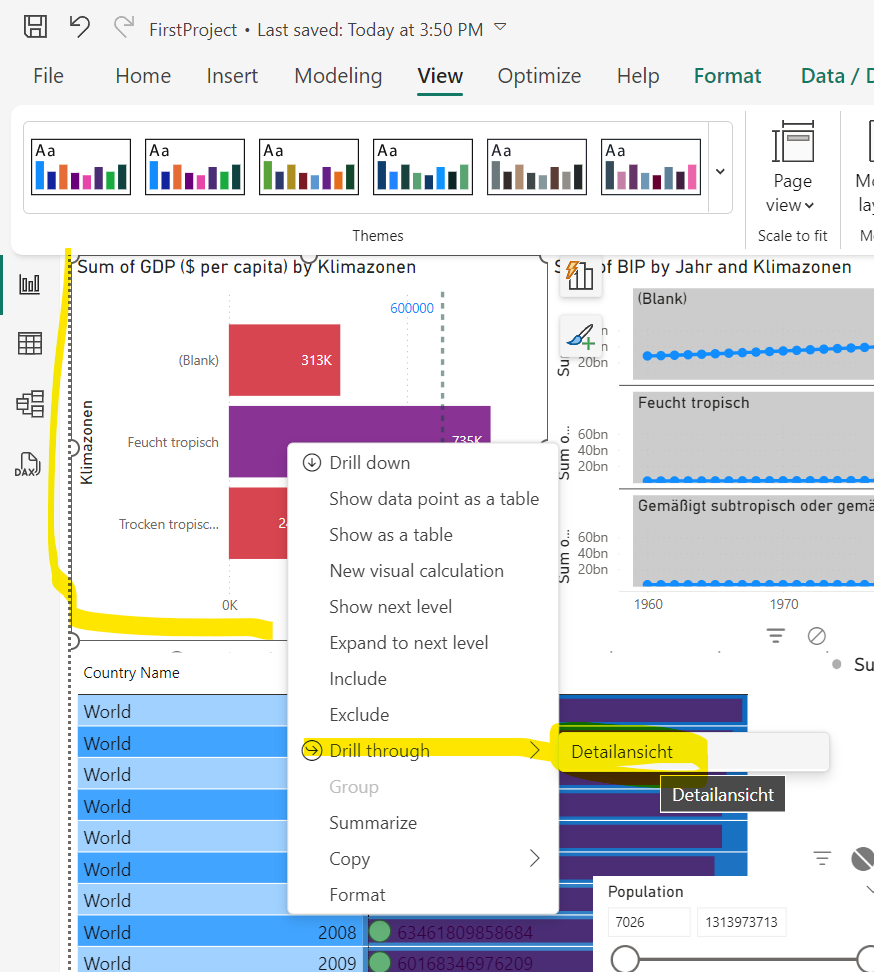 FirstProject • Last saved: Today at 3:50 PM
File Home Insert Modeling View Optimize Help Format Data / D
Aa Aa Aa Aa Aa Aa
Page view
Themes
Scale to fit
Sum of GDP ($ per capita) by Klimazonen
600000
(Blank) 313K
Feucht tropisch 735K
Trocken tropisc... 2
0K
Klimazonen
DAX
S of BIP by Jahr and Klimazonen
(Blank)
20bn
Feucht tropisch
60bn
40bn
20bn
Sum o...
Gemäßigt subtropisch oder gemä
60bn
40bn
20bn
Sum o...
1960 1970
Drill down
Show data point as a table
Show as a table
New visual calculation
Show next level
Expand to next level
Include
Exclude
Drill through
Group
Summarize
Copy
Format
Detailansicht
Detailansicht
Su
Country Name
World
World
World
World
World
World
World
World 2008 63461809858684
World 2009 60168346976209
Population
7026 1313973713